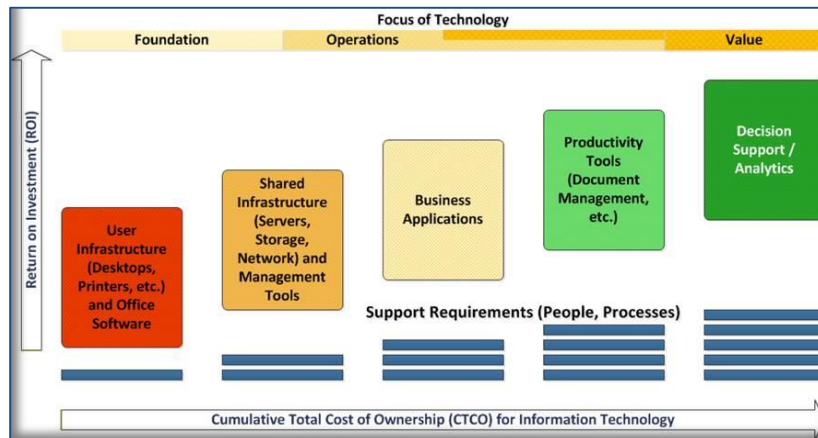 Focus of Technology
Foundation
Operations
Value
Return on Investment (ROI)
User
Infrastructure
(Desktops,
Printers, etc.)
and Office
Software
Shared
Infrastructure
(Servers,
Storage,
Network) and
Management
Tools
Business
Applications
Productivity
Tools
(Document
Management,
etc.)
Decision
Support /
Analytics
Support Requirements (People, Processes)
Cumulative Total Cost of Ownership (CTCO) for Information Technology